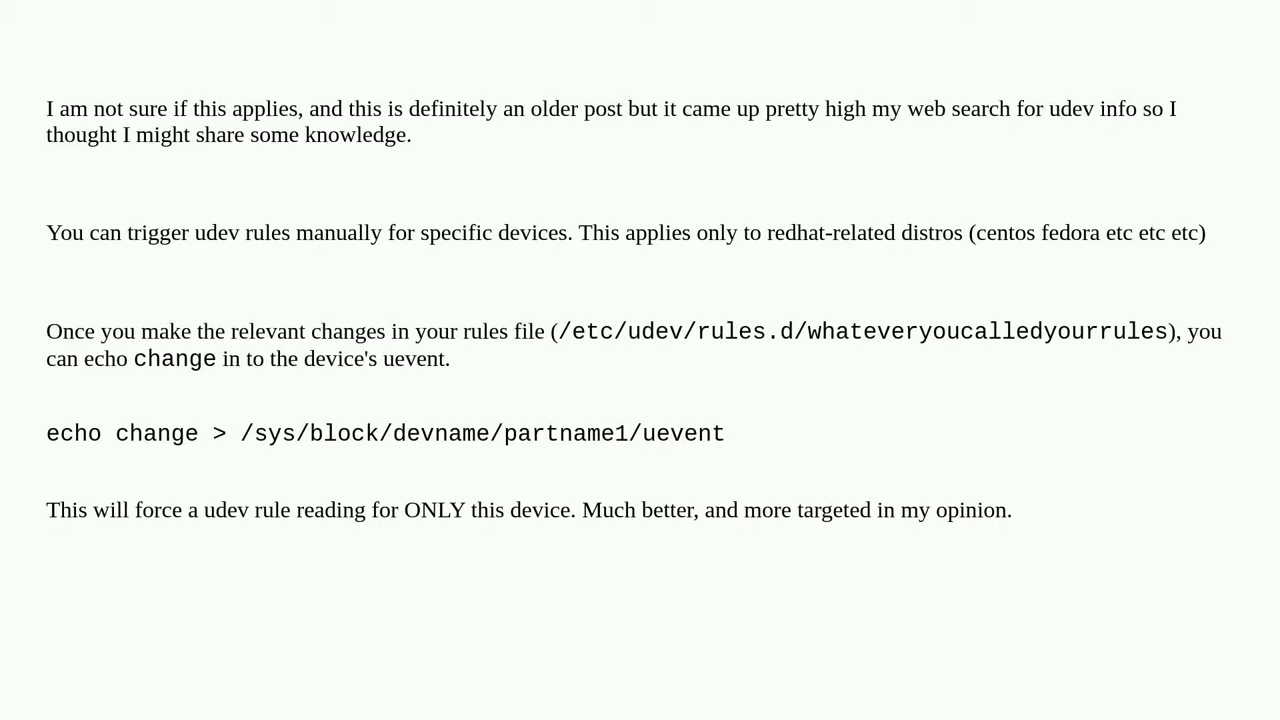 I am not sure if this applies, and this is definitely an older post but it came up pretty high my web search for udev info so I
thought I might share some knowledge.
You can trigger udev rules manually for specific devices. This applies only to redhat-related distros (centos fedora etc etc etc)
Once you make the relevant changes in your rules file (/etc/udev/rules.d/whateveryoucalledyourrules), you
can echo change in to the device's uevent.
echo change > /sys/block/devname/partname1/uevent
This will force a udev rule reading for ONLY this device. Much better, and more targeted in my opinion.